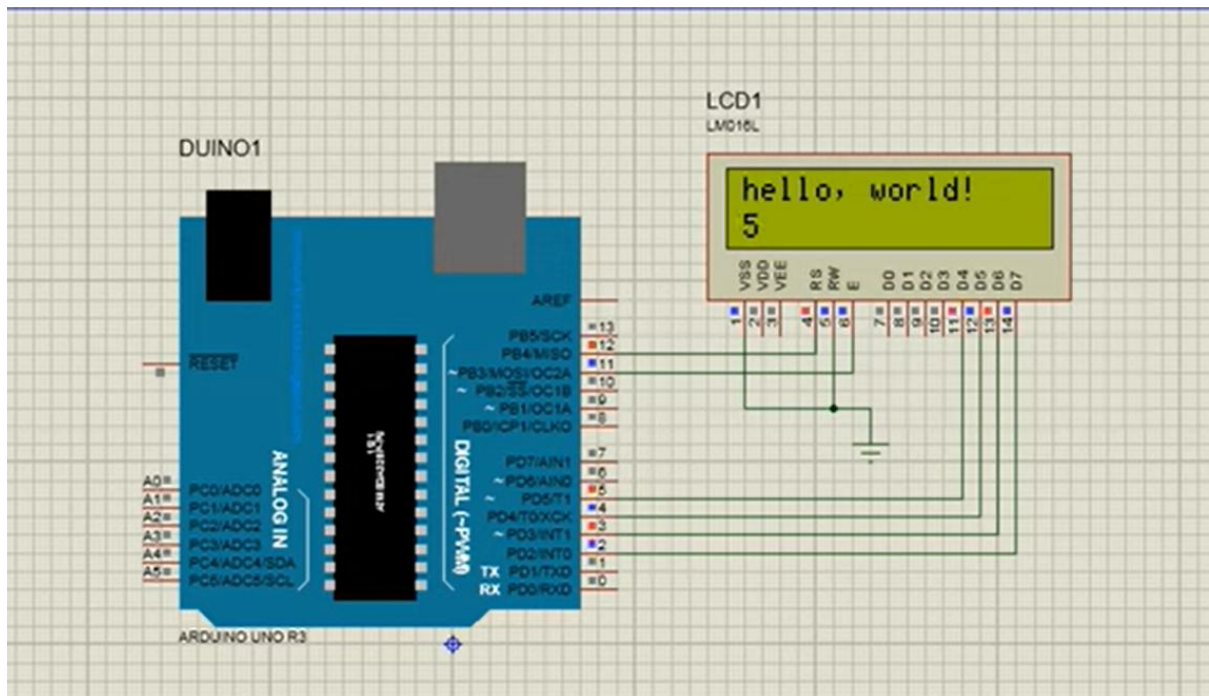 DUINO1
ARDUINO UNO R3
RESET
ANALOG IN
A0
A1
A2
A3
A4
A5
PC0/ADC0
PC1/ADC1
PC2/ADC2
PC3/ADC3
PC4/ADC4/SDA
PC5/ADC5/SCL
DIGITAL (~PWM)
AREF
PB5/SCK 13
PB4/MISO 12
~PB3/MOSI/OC2A 11
~ PB2/SS/OC1B 10
~ PB1/OC1A 9
PB0/ICP1/CLKO 8
PD7/AIN1 7
~ PD6/AIN0 6
~ PD5/T1 5
PD4/T0/XCK 4
~ PD3/INT1 3
PD2/INT0 2
TX PD1/TXD 1
RX PD0/RXD 0
LCD1
LM016L
hello, world!
5
VSS VDD VEE RS RW E D0 D1 D2 D3 D4 D5 D6 D7
1 2 3 4 5 6 7 8 9 10 11 12 13 14